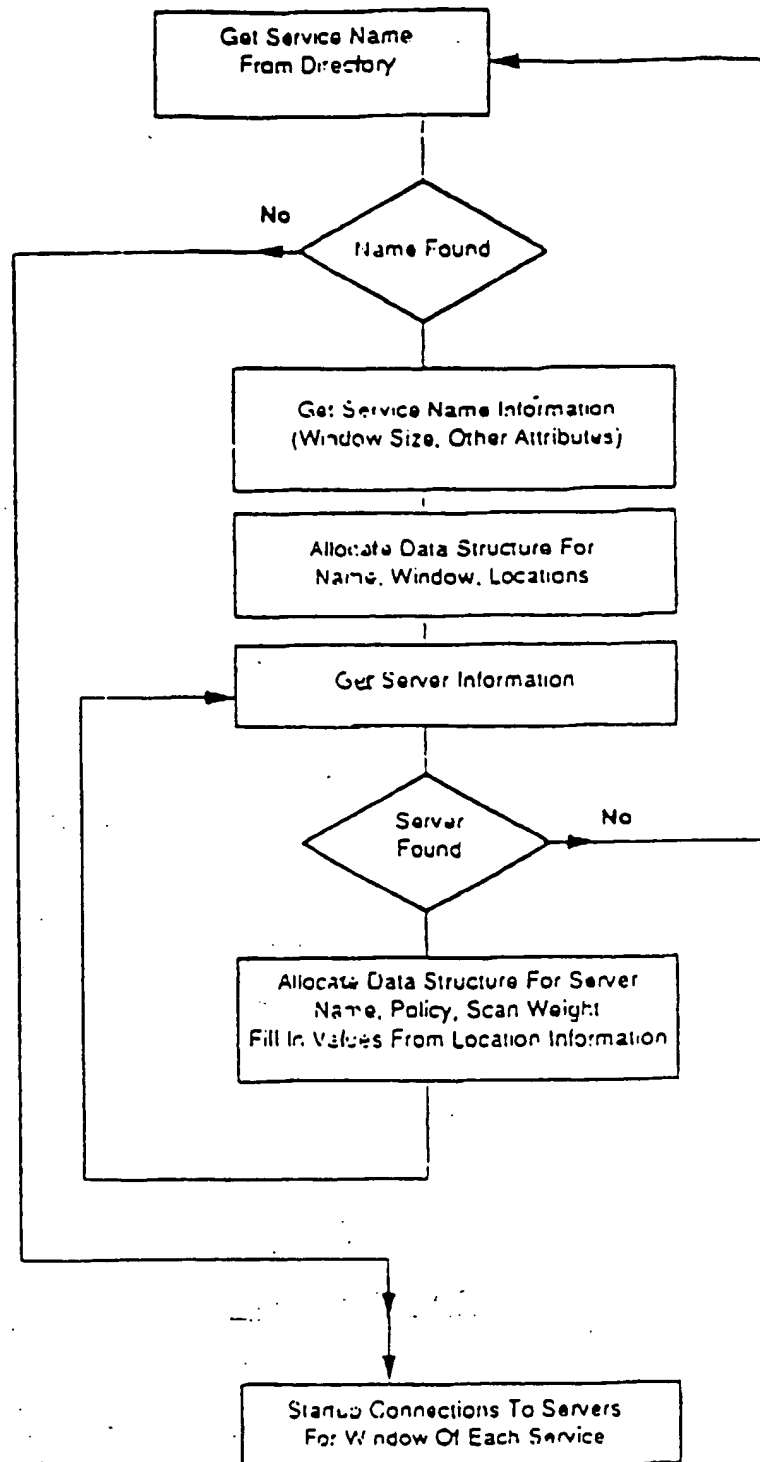 Get Service Name
From Directory
No
Name Found
Get Service Name Information
(Window Size, Other Attributes)
Allocate Data Structure For
Name, Window, Locations
Get Server Information
Server
Found
No
Allocate Data Structure For Server
Name, Policy, Scan Weight
Fill In Values From Location Information
Startup Connections To Servers
For Window Of Each Service